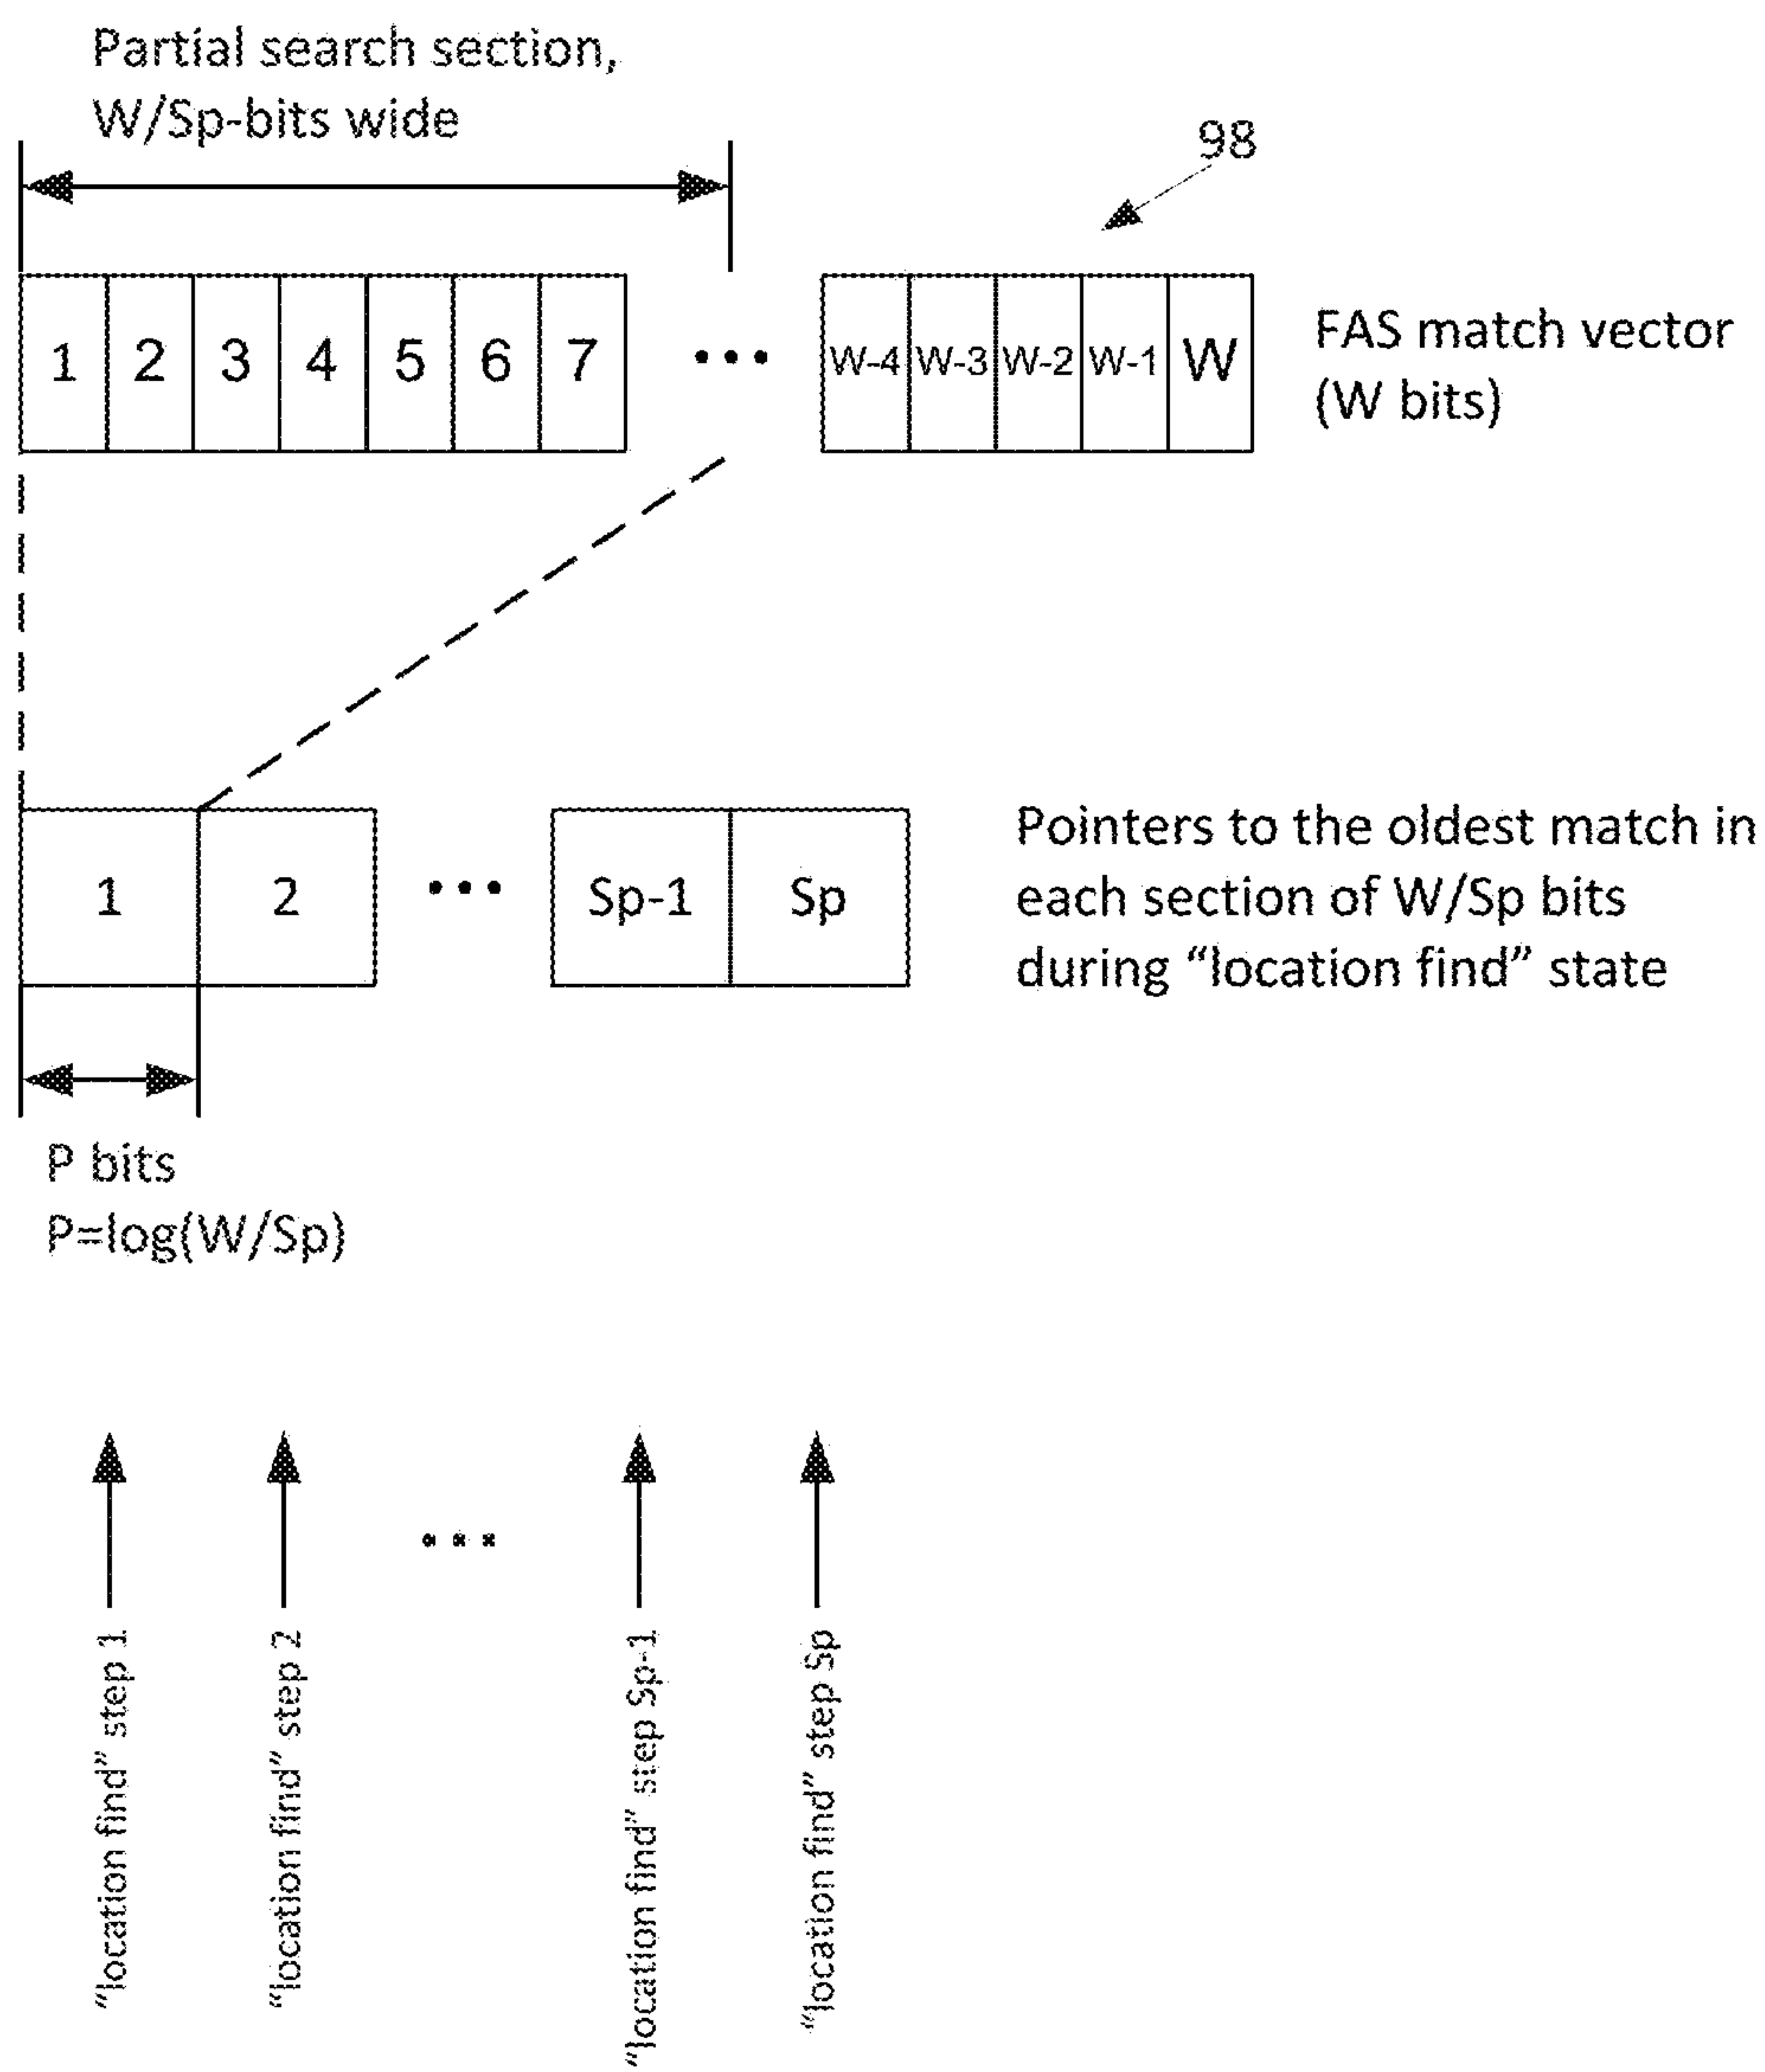 Partial search section,
W/Sp-bits wide
98
1 2 3 4 5 6 7 ••• W-4 W-3 W-2 W-1 W
FAS match vector
(W bits)
1 2 ••• Sp-1 Sp
Pointers to the oldest match in
each section of W/Sp bits
during “location find” state
P bits
P=log(W/Sp)
•••
“location find” step 1
“location find” step 2
“location find” step Sp-1
“location find” step Sp